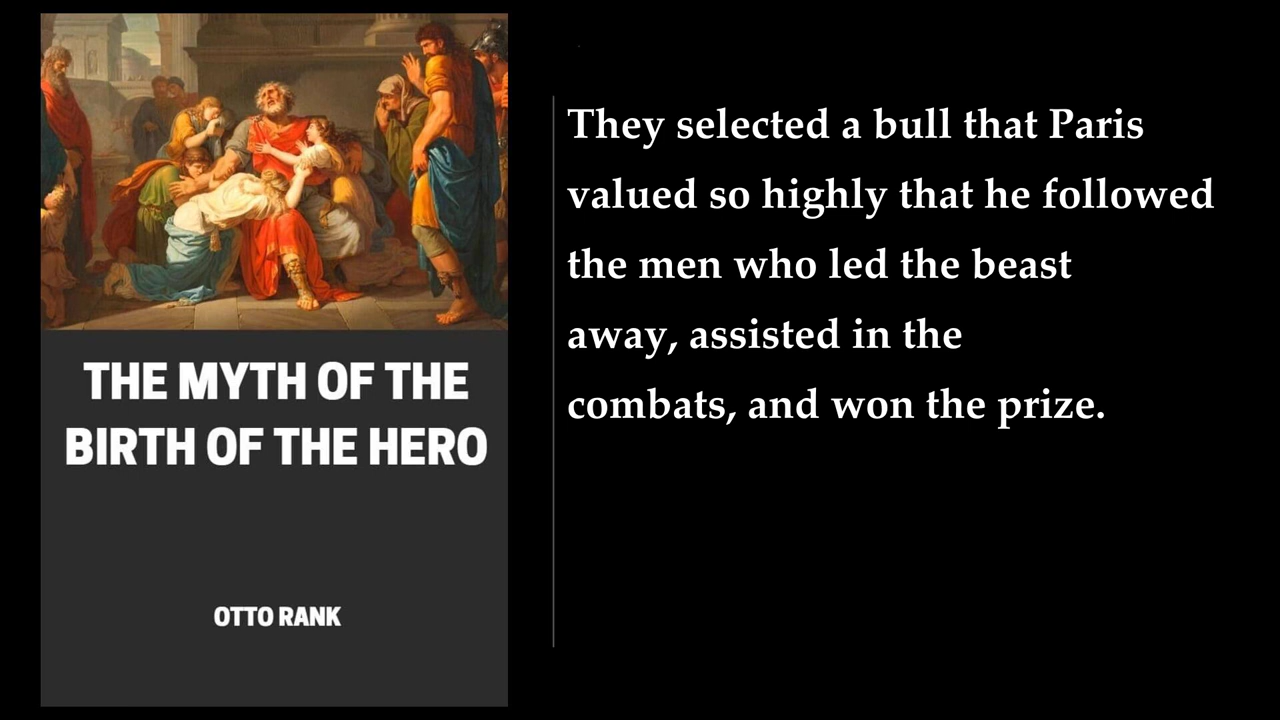 THE MYTH OF THE
BIRTH OF THE HERO
OTTO RANK
They selected a bull that Paris
valued so highly that he followed
the men who led the beast
away, assisted in the
combats, and won the prize.